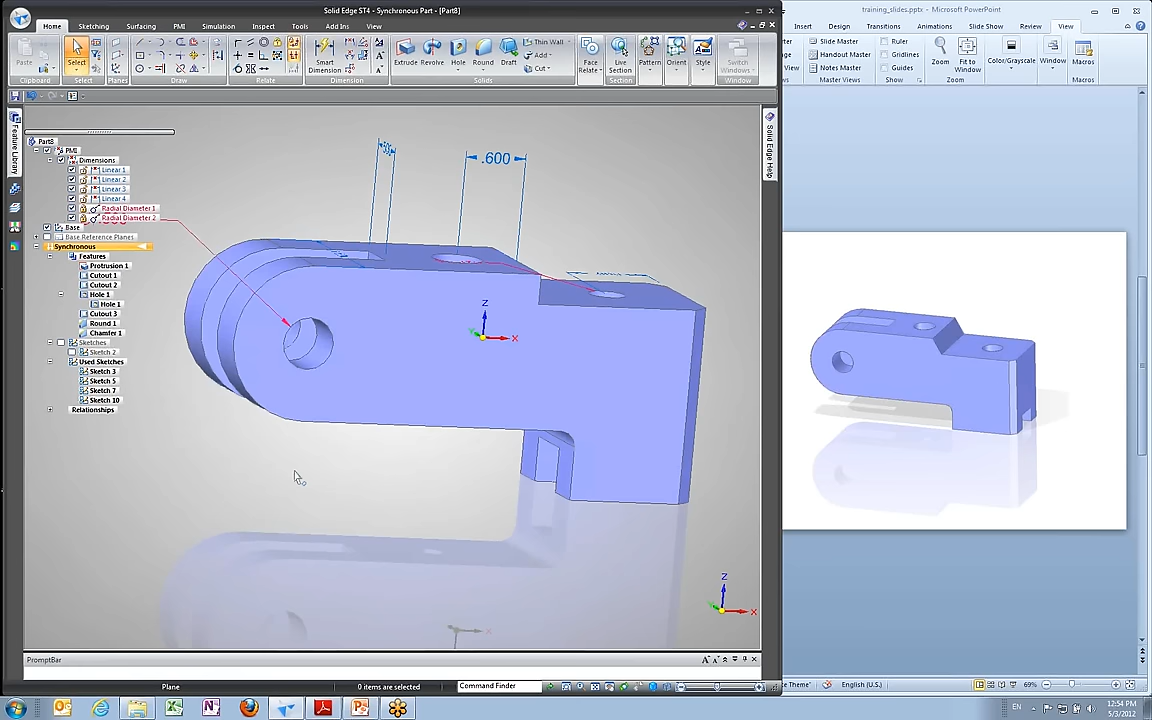 Solid Edge ST4 - Synchronous Part - [Part8]
Home
Sketching
Surfacing
PMI
Simulation
Inspect
Tools
Add Ins
View
Paste
Select
Smart
Dimension
Extrude
Revolve
Hole
Round
Draft
Thin Wall
Add
Cut
Face
Relate
Live
Section
Pattern
Orient
Style
Switch
Windows
Clipboard
Select
Planes
Draw
Relate
Dimension
Solids
Section
Window
Feature Library
Solid Edge Help
Part8
PMI
Dimensions
Linear 1
Linear 2
Linear 3
Linear 4
Radial Diameter 1
Radial Diameter 2
Base
Base Reference Planes
Synchronous
Features
Protrusion 1
Cutout 1
Cutout 2
Hole 1
Hole 1
Cutout 3
Round 1
Chamfer 1
Sketches
Sketch 2
Used Sketches
Sketch 3
Sketch 5
Sketch 7
Sketch 10
Relationships
.600
Z
X
Z
X
PromptBar
Plane
0 items are selected
Command Finder
training_slides.pptx - Microsoft PowerPoint
Insert
Design
Transitions
Animations
Slide Show
Review
View
Slide Master
Handout Master
Notes Master
Master Views
Ruler
Gridlines
Guides
Show
Zoom
Fit to
Window
Zoom
Color/Grayscale
Window
Macros
Macros
Theme"
English (U.S.)
69%
EN
12:54 PM
5/3/2012